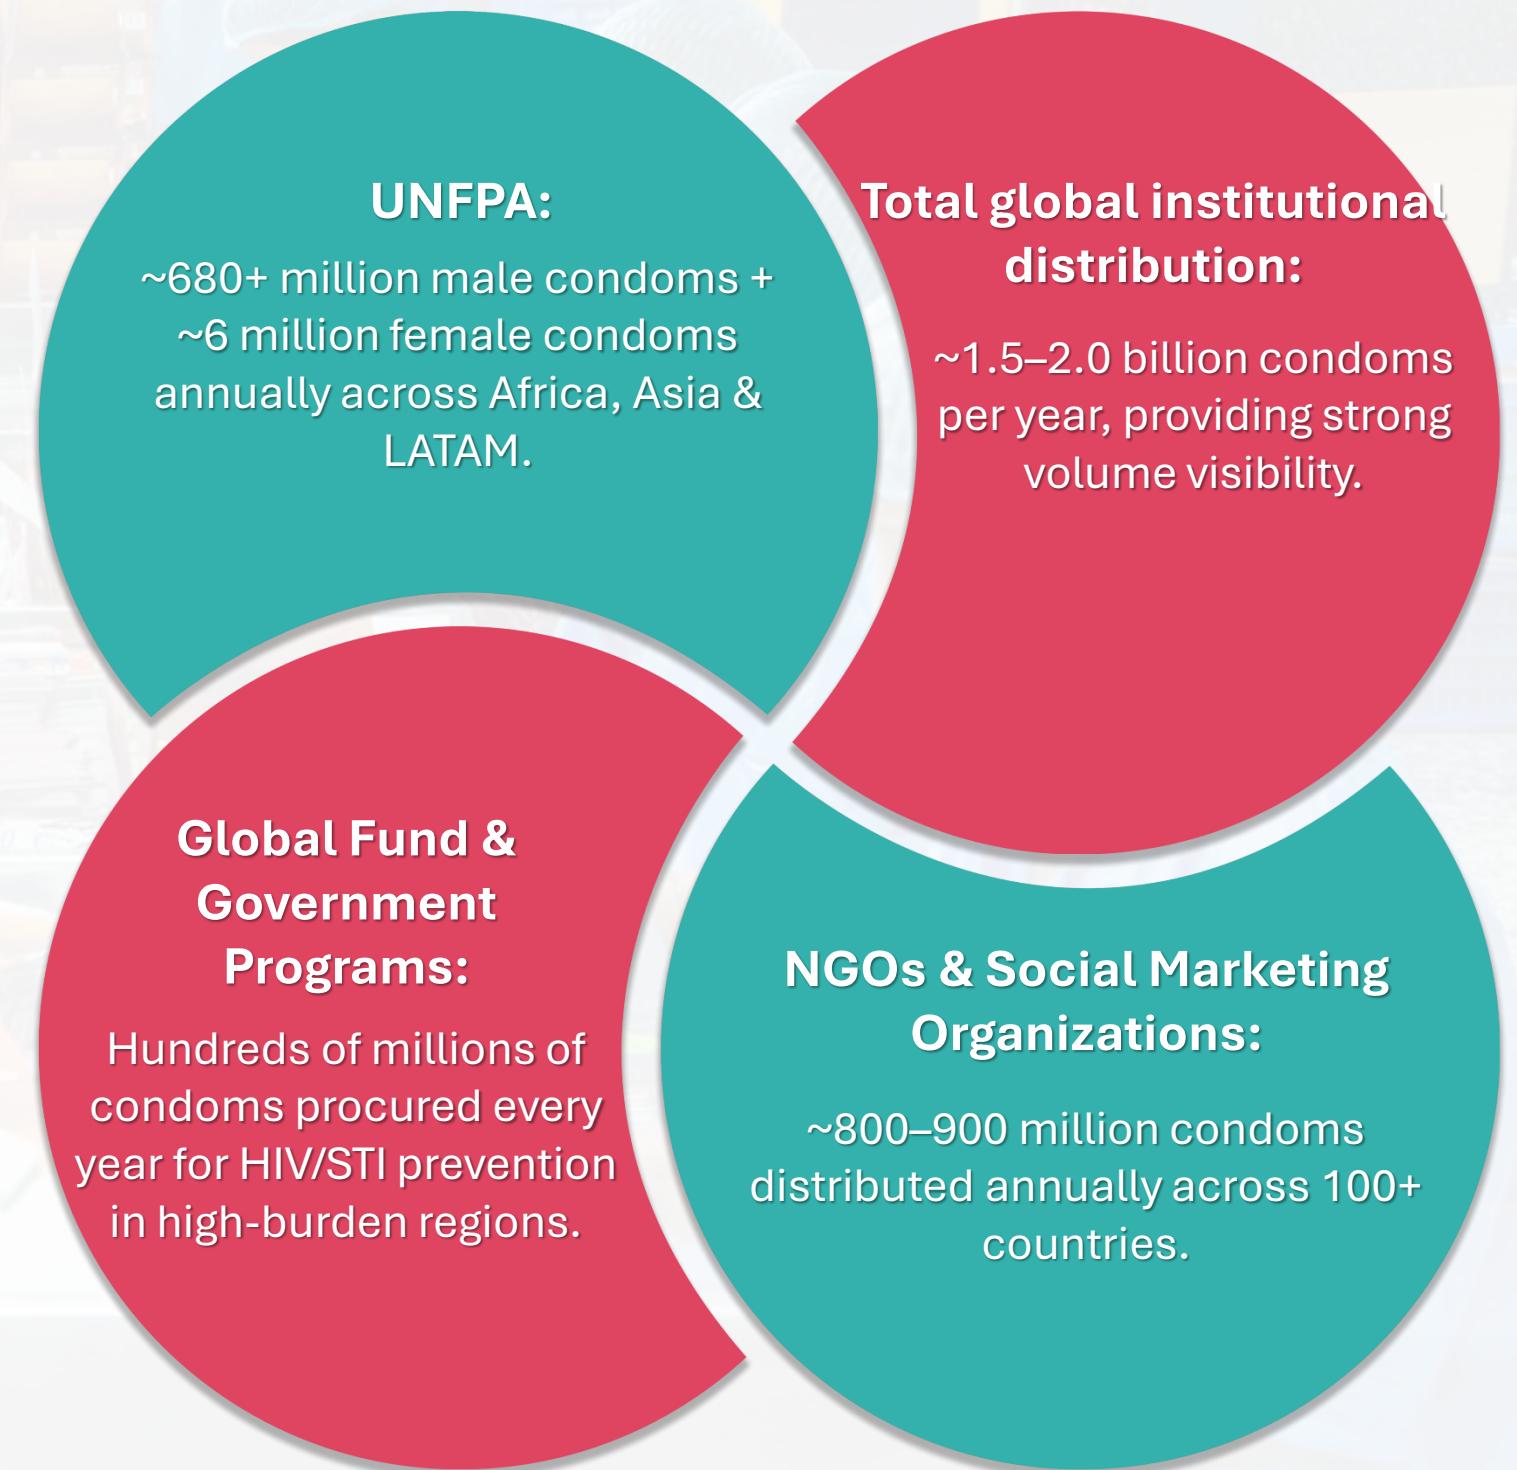 UNFPA:
~680+ million male condoms +
~6 million female condoms
annually across Africa, Asia &
LATAM.
Total global institutional
distribution:
~1.5–2.0 billion condoms
per year, providing strong
volume visibility.
Global Fund &
Government
Programs:
Hundreds of millions of
condoms procured every
year for HIV/STI prevention
in high-burden regions.
NGOs & Social Marketing
Organizations:
~800–900 million condoms
distributed annually across 100+
countries.